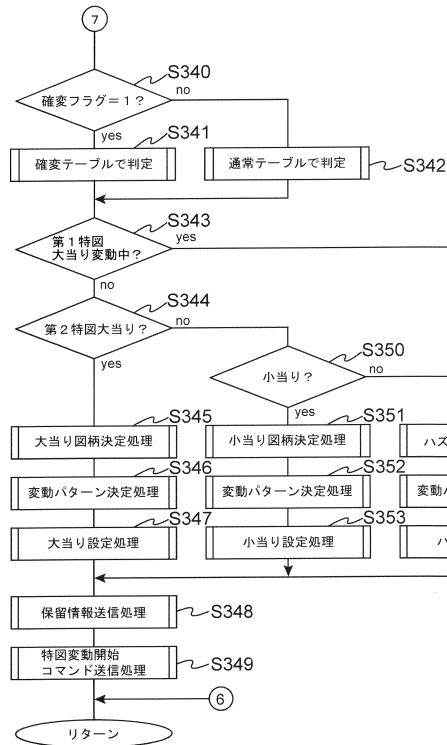 7
S340
確変フラグ=1?
no
yes
S341
確変テーブルで判定
通常テーブルで判定
S342
S343
第1特図
大当り変動中?
yes
no
S344
第2特図大当り?
no
yes
S350
小当り?
no
yes
S345
大当り図柄決定処理
S351
小当り図柄決定処理
ハズ
S346
変動パターン決定処理
S352
変動パターン決定処理
変動ハ
S347
大当り設定処理
S353
小当り設定処理
ハ
保留情報送信処理
S348
特図変動開始
コマンド送信処理
S349
6
リターン